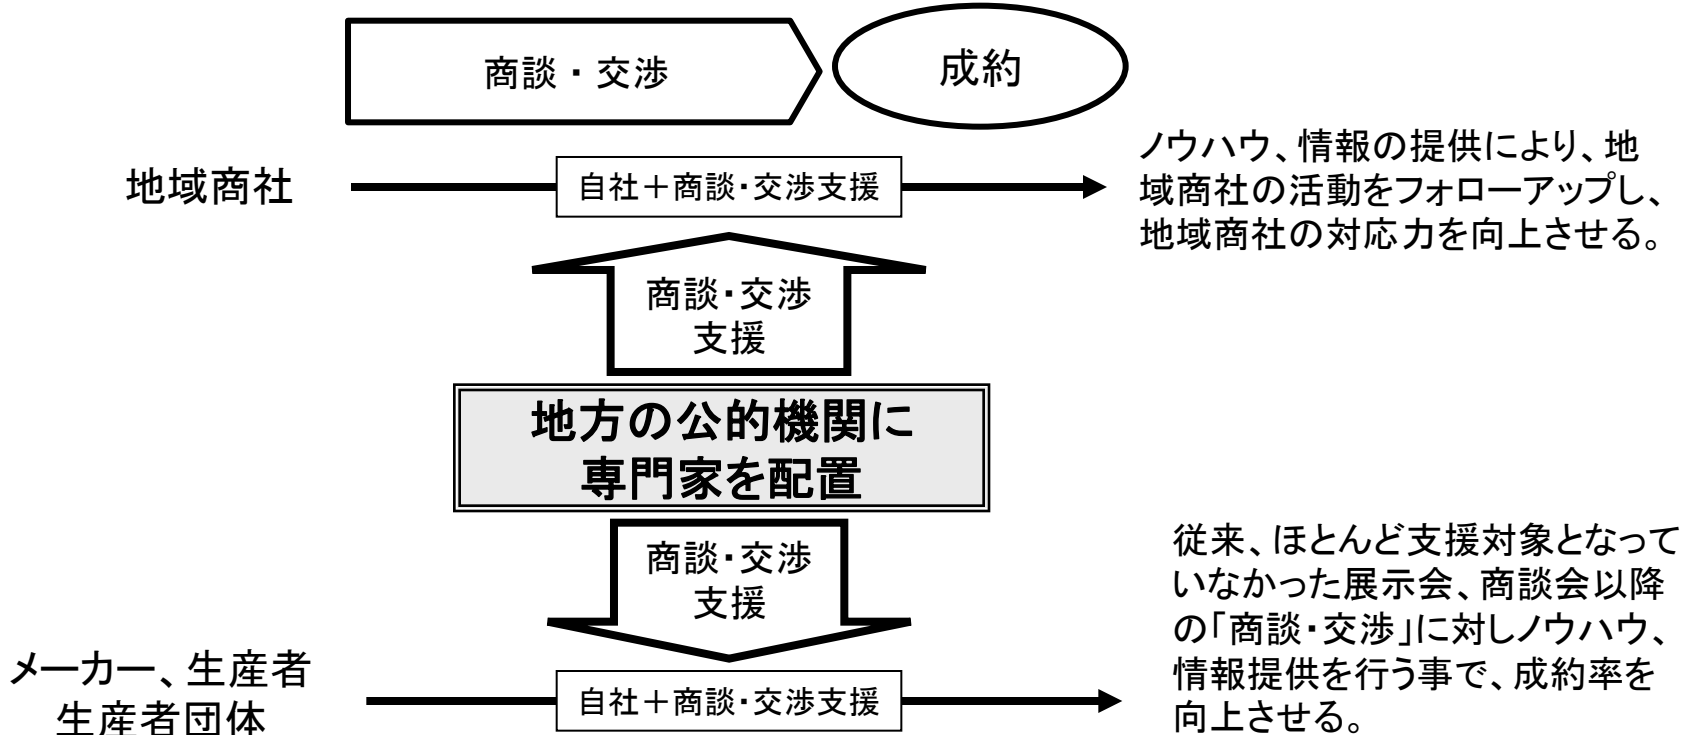 商談・交渉
成約
地域商社
自社＋商談・交渉支援
ノウハウ、情報の提供により、地
域商社の活動をフォローアップし、
地域商社の対応力を向上させる。
商談・交渉
支援
地方の公的機関に
専門家を配置
商談・交渉
支援
メーカー、生産者
生産者団体
自社＋商談・交渉支援
従来、ほとんど支援対象となって
いなかった展示会、商談会以降
の「商談・交渉」に対しノウハウ、
情報提供を行う事で、成約率を
向上させる。